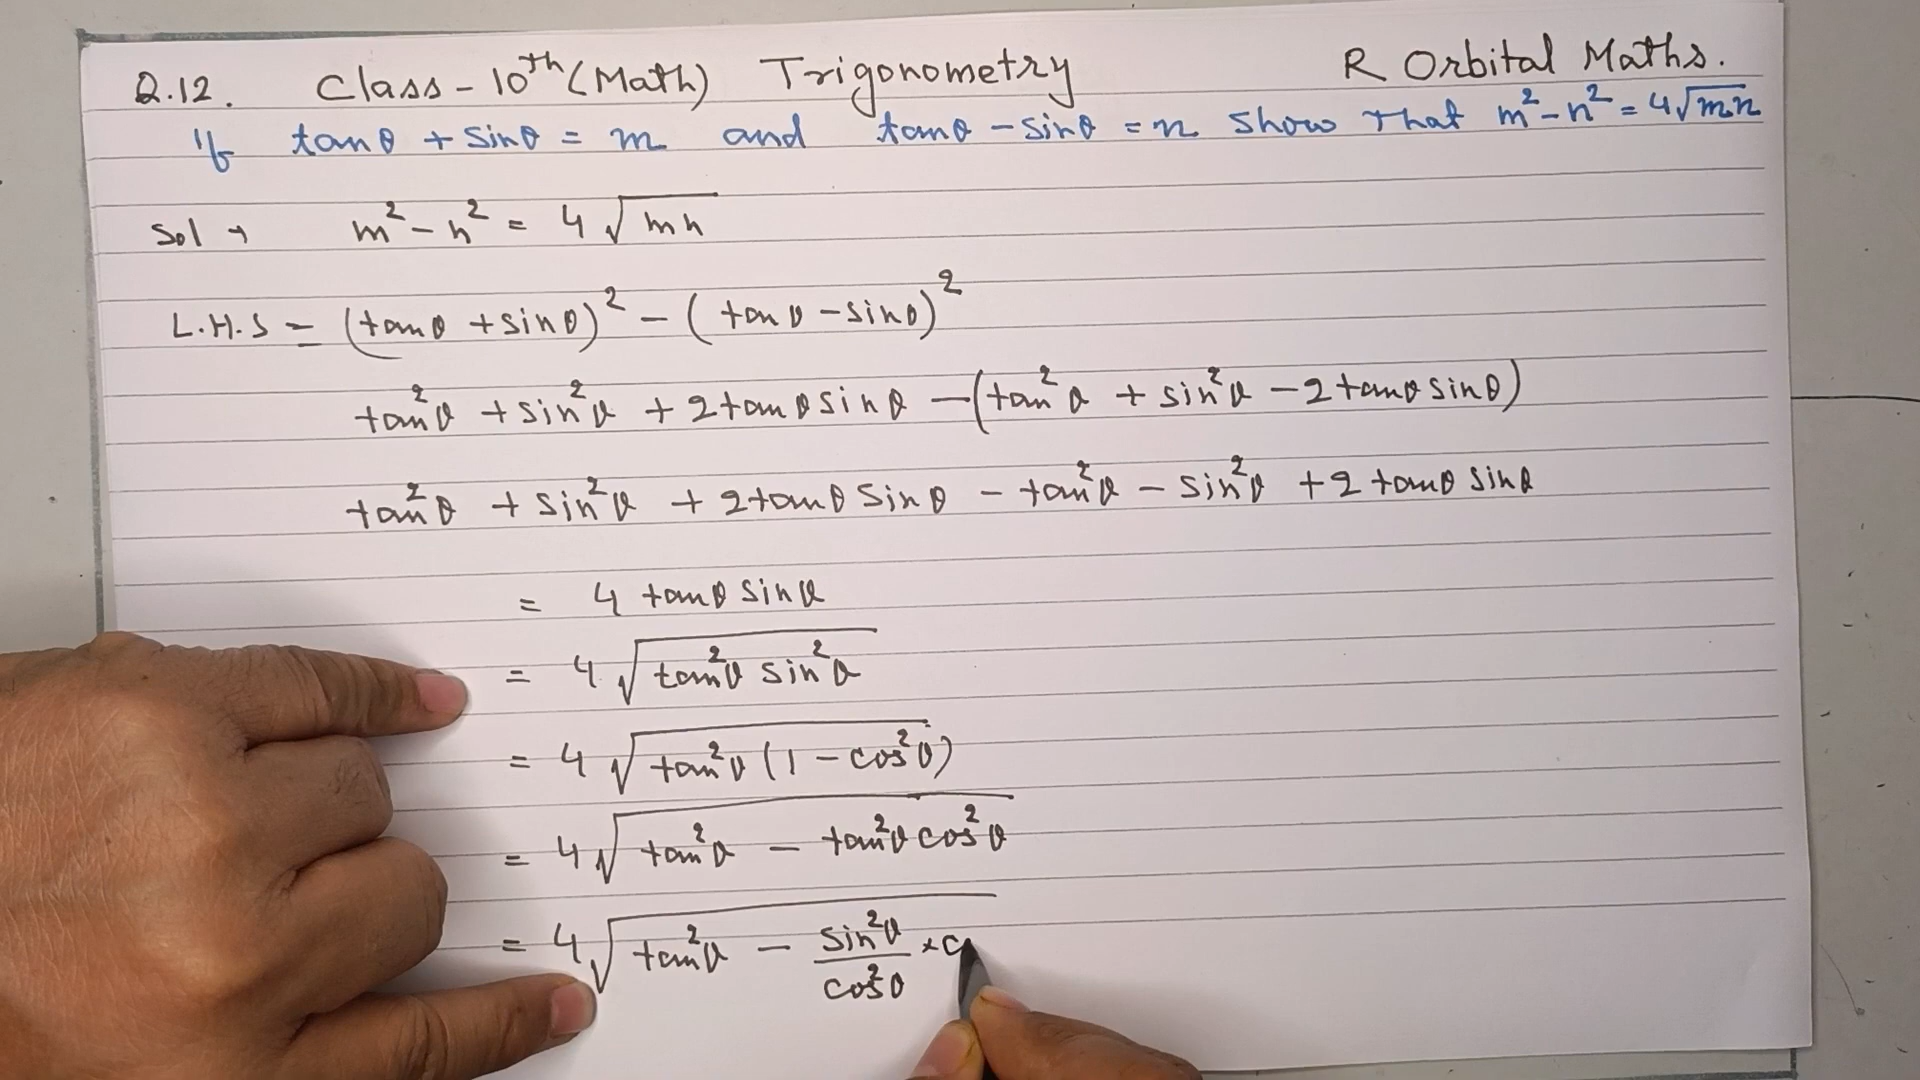 Q.12. Class - 10th (Math) Trigonometry R Orbital Maths.
If tanθ + sinθ = m and tanθ - sinθ = n show that m² - n² = 4√mn
Sol → m² - n² = 4√mn
L.H.S = (tanθ + sinθ)² - (tanθ - sinθ)²
tan²θ + sin²θ + 2tanθ sinθ - (tan²θ + sin²θ - 2tanθ sinθ)
tan²θ + sin²θ + 2tanθ sinθ - tan²θ - sin²θ + 2tanθ sinθ
= 4 tanθ sinθ
= 4√tan²θ sin²θ
= 4√tan²θ (1 - cos²θ)
= 4√tan²θ - tan²θ cos²θ
= 4√tan²θ - sin²θ/cos²θ × c